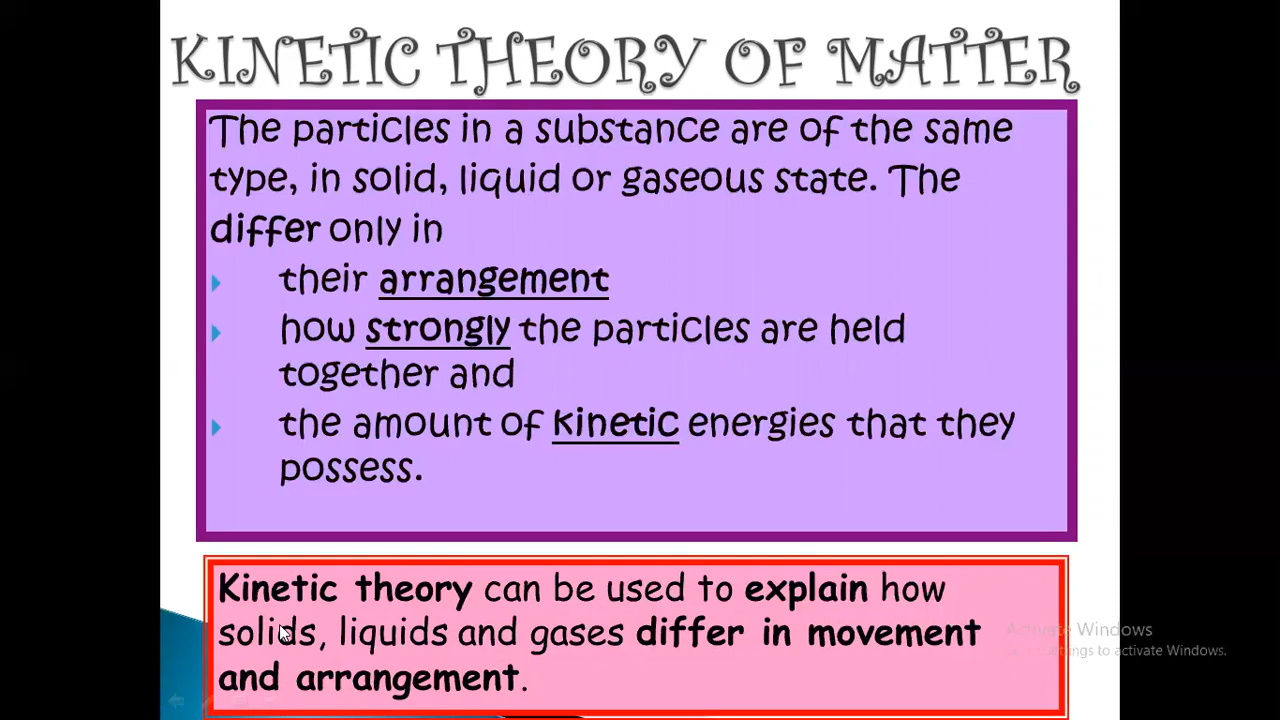 KINETIC THEORY OF MATTER
The particles in a substance are of the same
type, in solid, liquid or gaseous state. The
differ only in
their arrangement
how strongly the particles are held
together and
the amount of kinetic energies that they
possess.
Kinetic theory can be used to explain how
solids, liquids and gases differ in movement
and arrangement.
Activate Windows
to activate Windows.